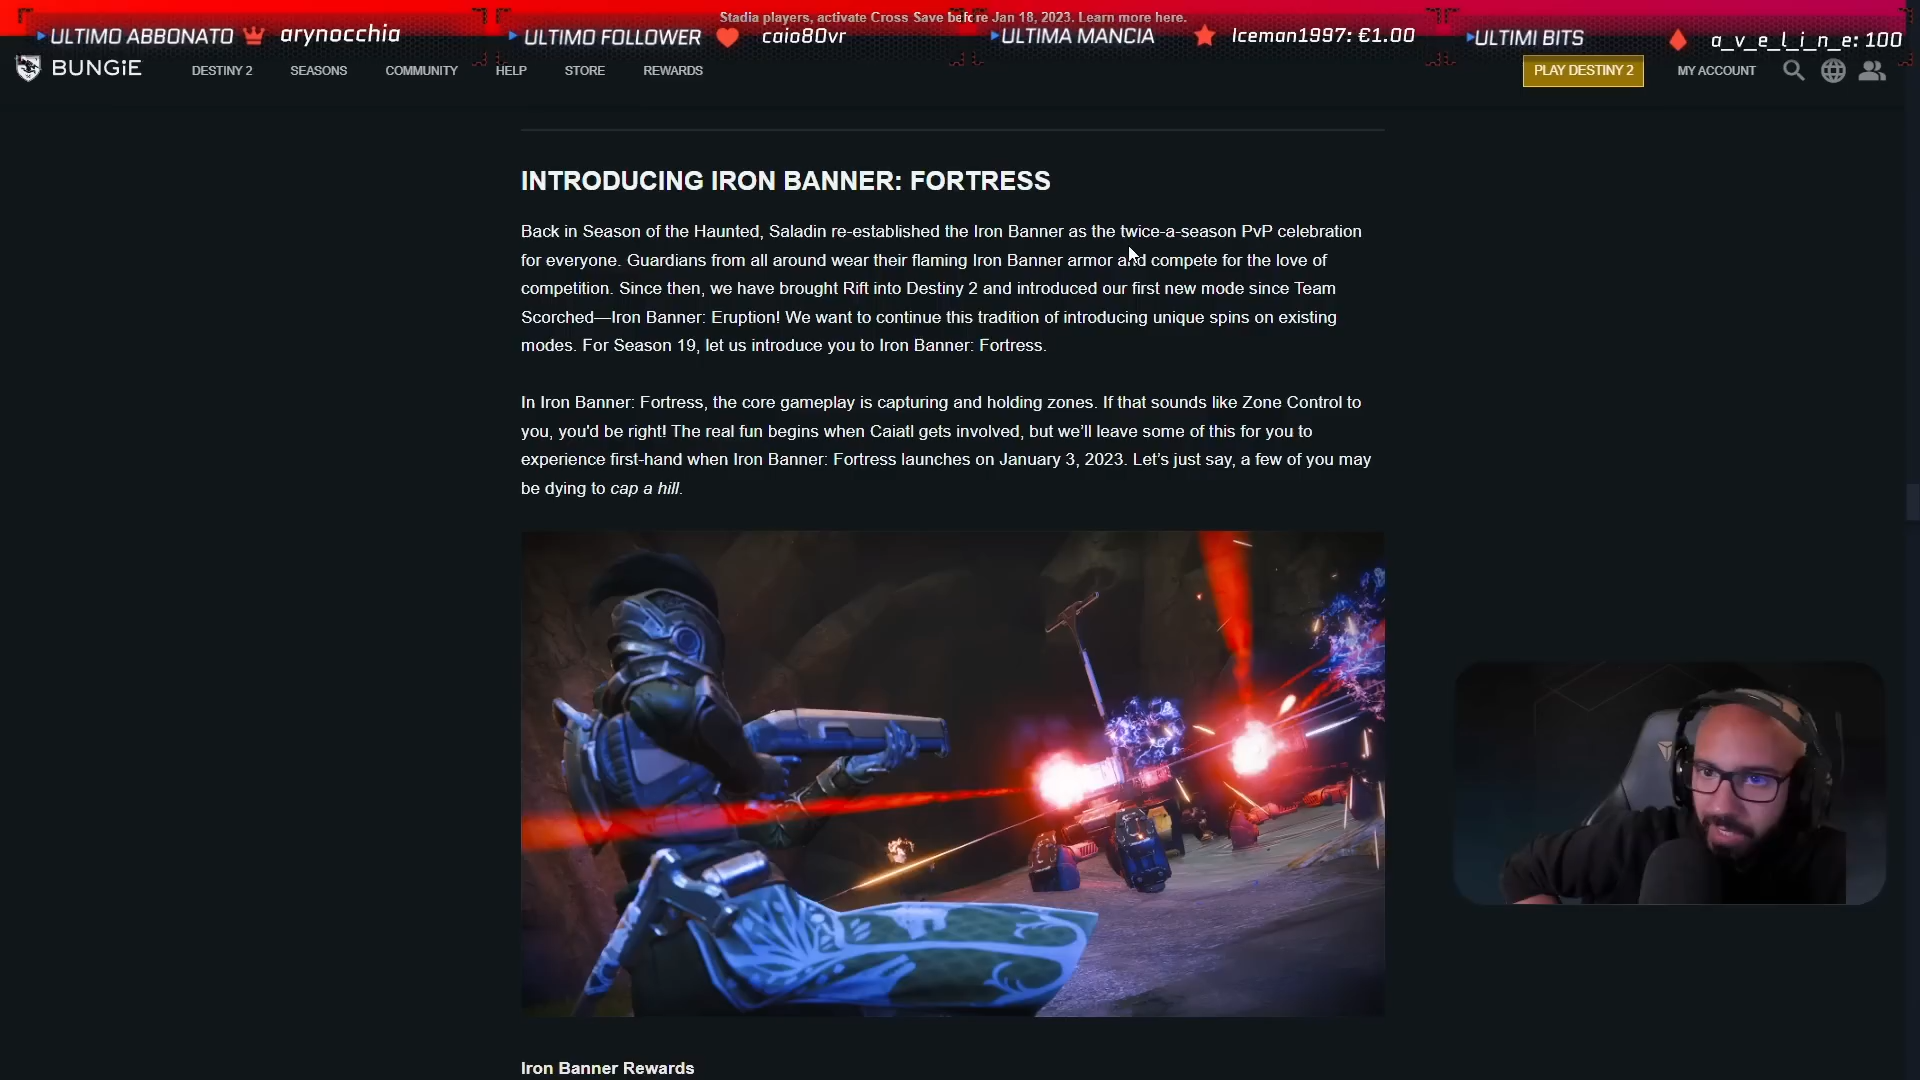 Stadia players, activate Cross Save before Jan 18, 2023. Learn more here.
ULTIMO ABBONATO arynocchia ULTIMO FOLLOWER caio80vr ULTIMA MANCIA Iceman1997: €1.00 ULTIMI BITS a_v_e_l_i_n_e: 100
BUNGiE DESTINY 2 SEASONS COMMUNITY HELP STORE REWARDS PLAY DESTINY 2 MY ACCOUNT
INTRODUCING IRON BANNER: FORTRESS
Back in Season of the Haunted, Saladin re-established the Iron Banner as the twice-a-season PvP celebration
for everyone. Guardians from all around wear their flaming Iron Banner armor and compete for the love of
competition. Since then, we have brought Rift into Destiny 2 and introduced our first new mode since Team
Scorched—Iron Banner: Eruption! We want to continue this tradition of introducing unique spins on existing
modes. For Season 19, let us introduce you to Iron Banner: Fortress.
In Iron Banner: Fortress, the core gameplay is capturing and holding zones. If that sounds like Zone Control to
you, you'd be right! The real fun begins when Caiatl gets involved, but we’ll leave some of this for you to
experience first-hand when Iron Banner: Fortress launches on January 3, 2023. Let’s just say, a few of you may
be dying to cap a hill.
Iron Banner Rewards